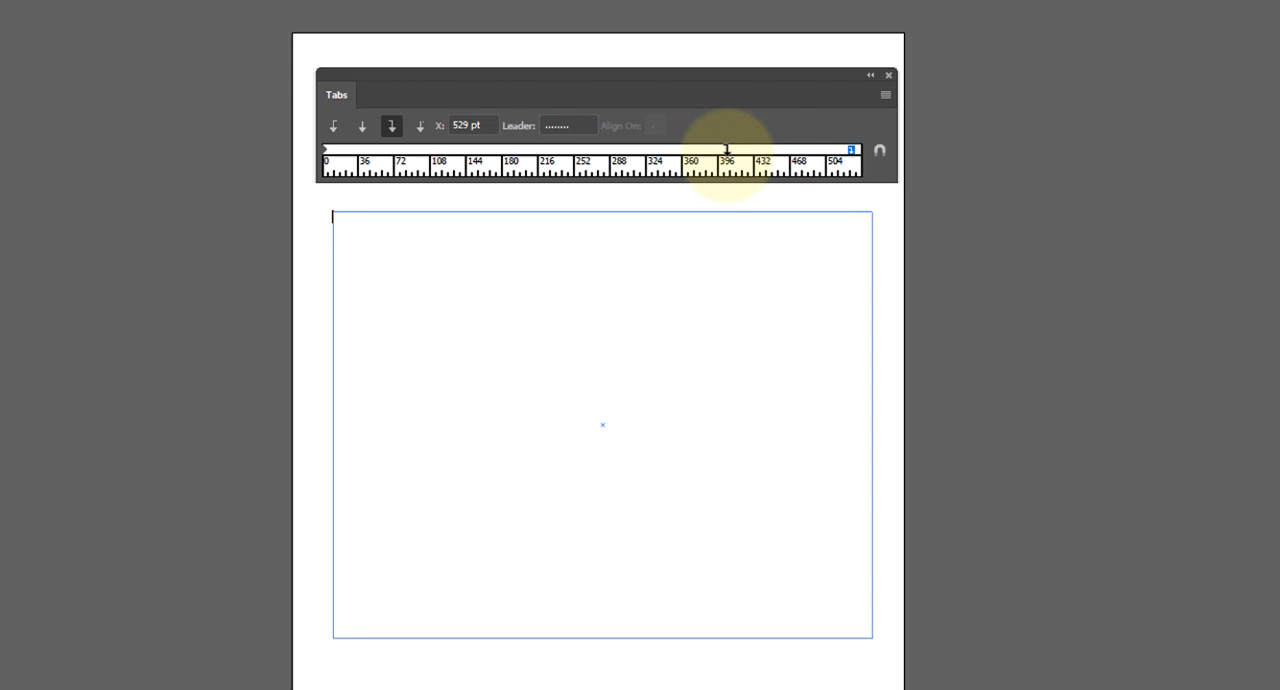 Tabs
X: 529 pt Leader: ........ Align On: .
0 36 72 108 144 180 216 252 288 324 360 396 432 468 504